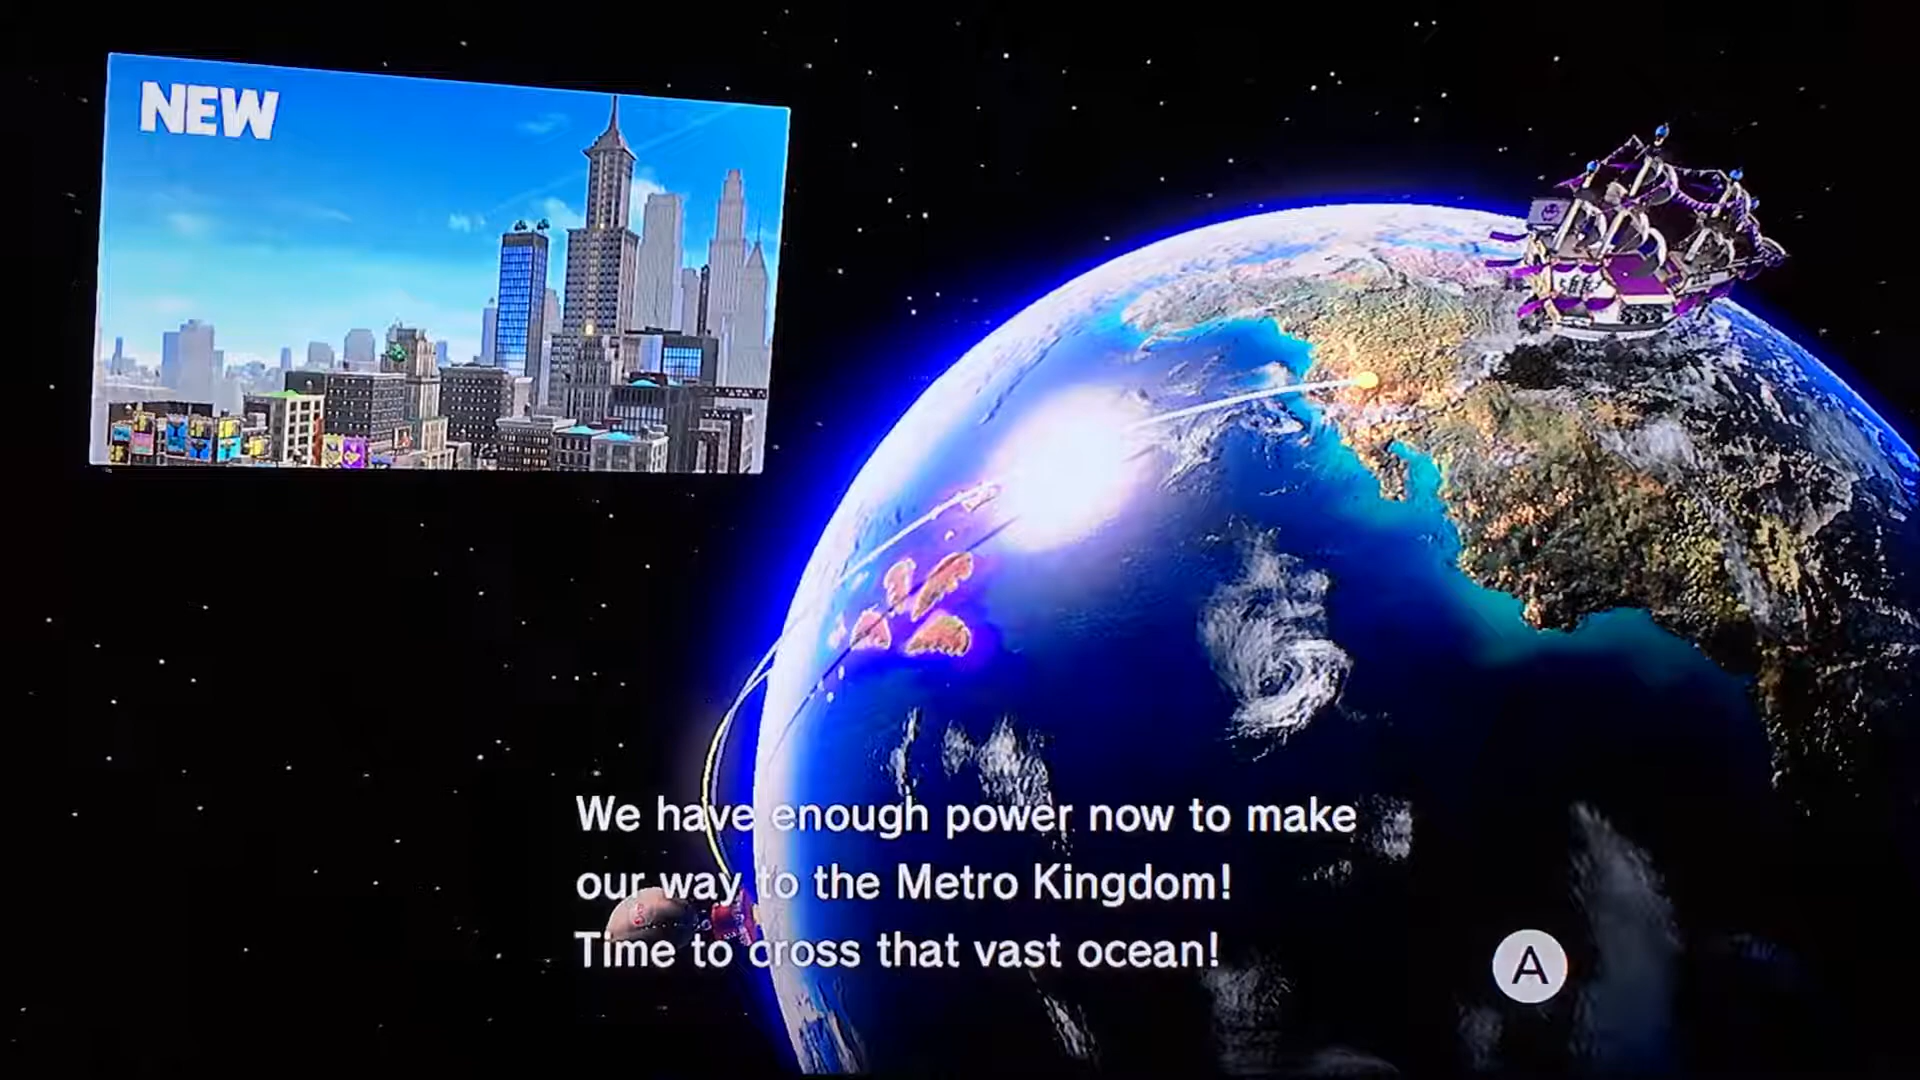 NEW
We have enough power now to make
our way to the Metro Kingdom!
Time to cross that vast ocean!
A